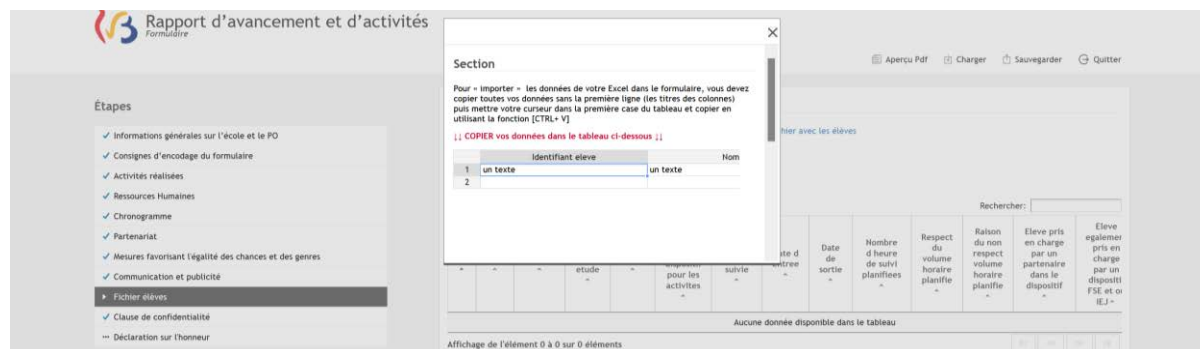 Rapport d'avancement et d'activités
Formulaire
Aperçu Pdf
Charger
Sauvegarder
Quitter
Étapes
Informations générales sur l'école et le PO
Consignes d'encodage du formulaire
Activités réalisées
Ressources Humaines
Chronogramme
Partenariat
Mesures favorisant l'égalité des chances et des genres
Communication et publicité
Fichier élèves
Clause de confidentialité
Déclaration sur l'honneur
Section
Pour « importer » les données de votre Excel dans le formulaire, vous devez
copier toutes vos données sans la première ligne (les titres des colonnes)
puis mettre votre curseur dans la première case du tableau et copier en
utilisant la fonction [CTRL+ V]
↓↓ COPIER vos données dans le tableau ci-dessous ↓↓
Identifiant eleve
Nom
1 un texte un texte
2
hier avec les élèves
Rechercher:
etude
pour les
activites
suivie
entree
Date
de
sortie
Nombre
d heure
de suivi
planifiees
Respect
du
volume
horaire
planifie
Raison
du non
respect
volume
horaire
planifie
Eleve pris
en charge
par un
partenaire
dans le
dispositif
Eleve
egalemer
pris en
charge
par un
dispositi
FSE et ou
IEJ
Aucune donnée disponible dans le tableau
Affichage de l'élément 0 à 0 sur 0 éléments